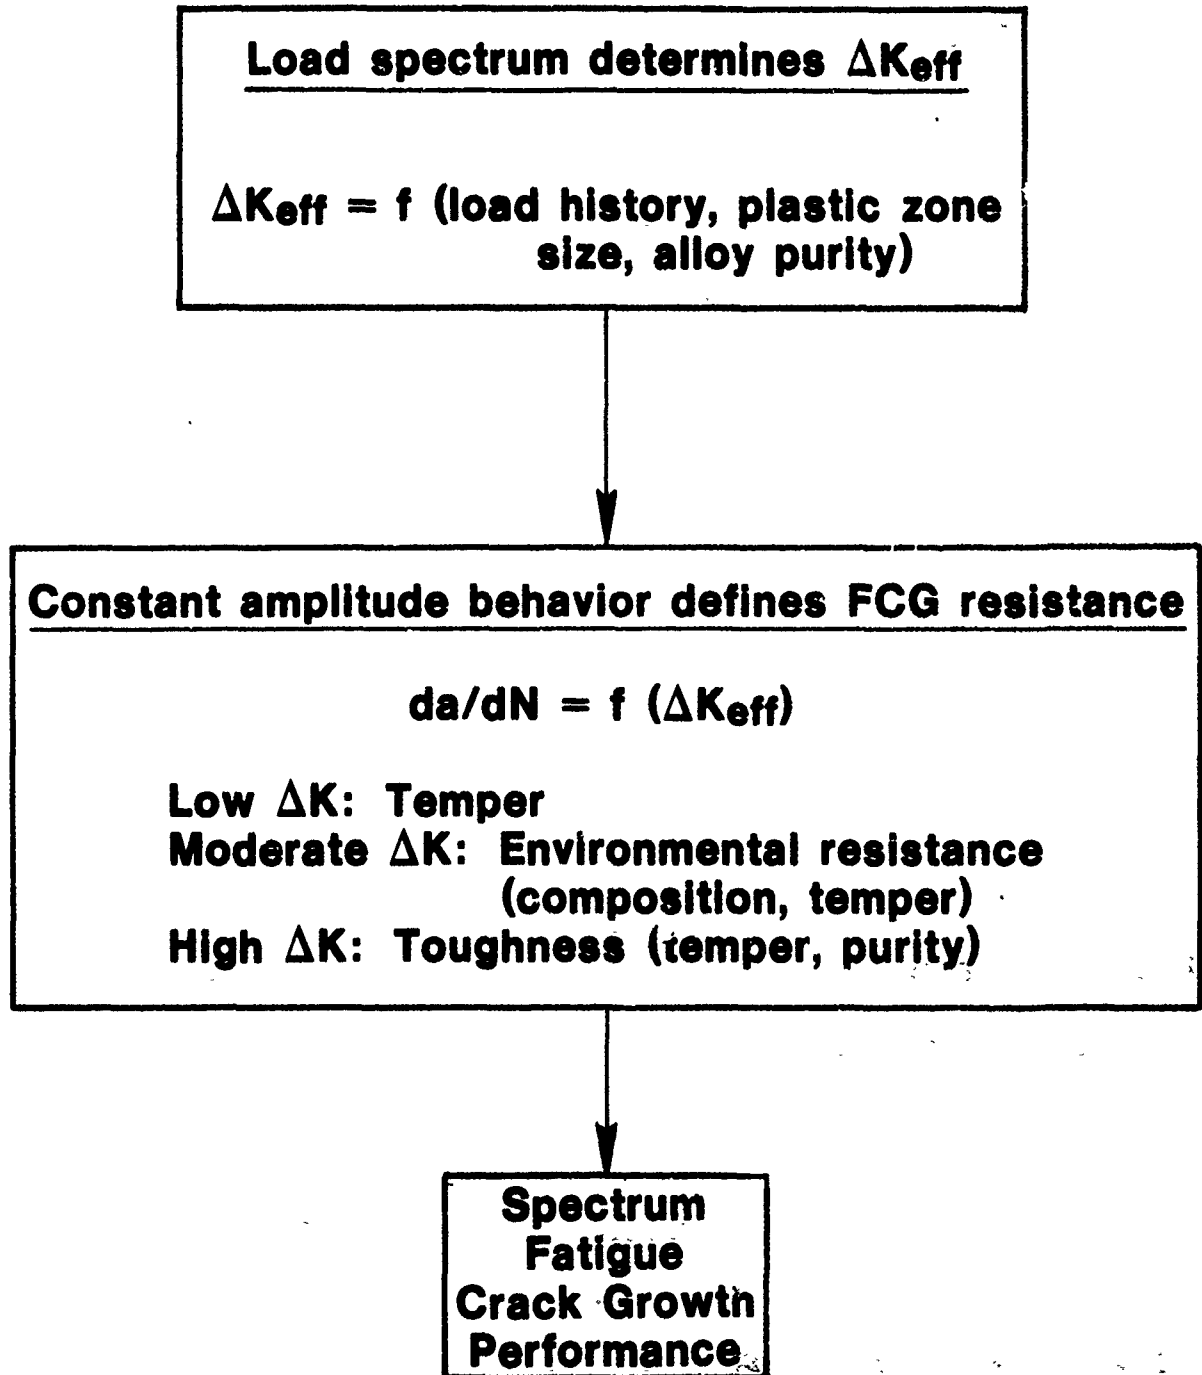 Load spectrum determines ΔKeff
ΔKeff = f (load history, plastic zone
size, alloy purity)
Constant amplitude behavior defines FCG resistance
da/dN = f (ΔKeff)
Low ΔK: Temper
Moderate ΔK: Environmental resistance
(composition, temper)
High ΔK: Toughness (temper, purity)
Spectrum
Fatigue
Crack Growth
Performance